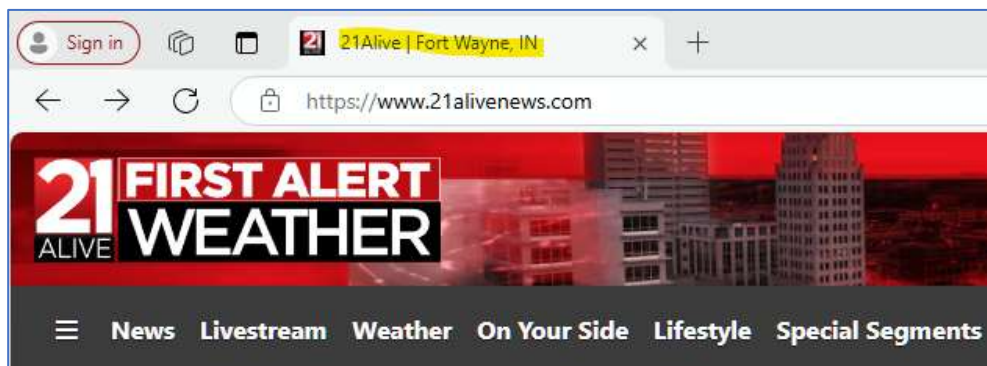 Sign in
21
21Alive | Fort Wayne, IN
https://www.21alivenews.com
21 FIRST ALERT
ALIVE WEATHER
News Livestream Weather On Your Side Lifestyle Special Segments